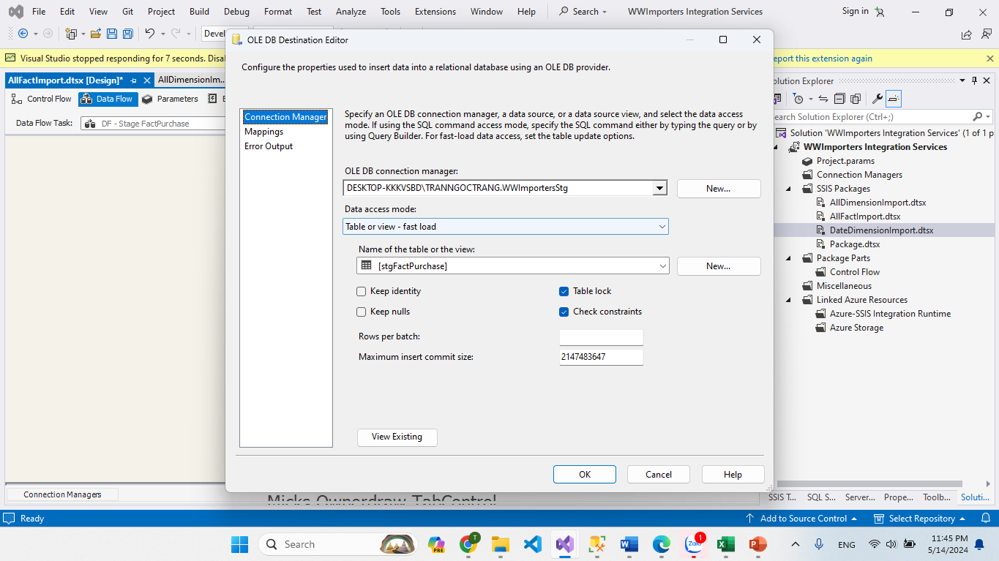 File Edit View Git Project Build Debug Format Test Analyze Tools Extensions Window Help Search WWImporters Integration Services Sign in
Devel
Visual Studio stopped responding for 7 seconds. Disa
eport this extension again
AllFactImport.dtsx [Design]* AllDimensionIm...
Control Flow Data Flow Parameters
Data Flow Task: DF - Stage FactPurchase
OLE DB Destination Editor
Configure the properties used to insert data into a relational database using an OLE DB provider.
Connection Manager
Mappings
Error Output
Specify an OLE DB connection manager, a data source, or a data source view, and select the data access
mode. If using the SQL command access mode, specify the SQL command either by typing the query or by
using Query Builder. For fast-load data access, set the table update options.
OLE DB connection manager:
DESKTOP-KKKVSBD\TRANNGOCTRANG.WWImportersStg
New...
Data access mode:
Table or view - fast load
Name of the table or the view:
[stgFactPurchase]
New...
Keep identity Table lock
Keep nulls Check constraints
Rows per batch:
Maximum insert commit size: 2147483647
View Existing
OK Cancel Help
olution Explorer
earch Solution Explorer (Ctrl+;)
Solution 'WWImporters Integration Services' (1 of 1 p
WWImporters Integration Services
Project.params
Connection Managers
SSIS Packages
AllDimensionImport.dtsx
AllFactImport.dtsx
DateDimensionImport.dtsx
Package.dtsx
Package Parts
Control Flow
Miscellaneous
Linked Azure Resources
Azure-SSIS Integration Runtime
Azure Storage
Connection Managers
Micks Ownerdraw TabControl
SSIS T... SQL S... Server... Prope... Toolb... Soluti...
Ready Add to Source Control Select Repository
Search PRE T Zalo 1 ENG 11:45 PM
5/14/2024